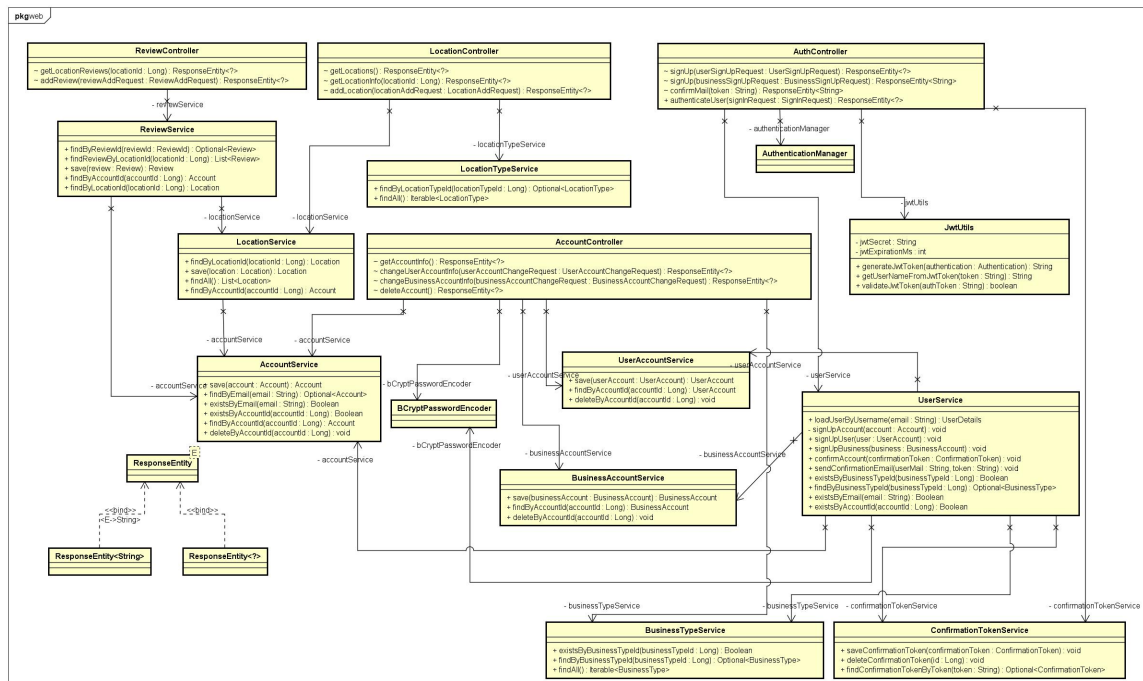 pkg web
ReviewController
~ getLocationReviews(locationId : Long) : ResponseEntity<?>
~ addReview(reviewAddRequest : ReviewAddRequest) : ResponseEntity<?>
LocationController
~ getLocations() : ResponseEntity<?>
~ getLocationInfo(locationId : Long) : ResponseEntity<?>
~ addLocation(locationAddRequest : LocationAddRequest) : ResponseEntity<?>
AuthController
~ signUp(userSignUpRequest : UserSignUpRequest) : ResponseEntity<?>
~ signUp(businessSignUpRequest : BusinessSignUpRequest) : ResponseEntity<String>
~ confirmMail(token : String) : ResponseEntity<String>
+ authenticateUser(signInRequest : SignInRequest) : ResponseEntity<?>
- reviewService
ReviewService
+ findByReviewId(reviewId : ReviewId) : Optional<Review>
+ findReviewByLocationId(locationId : Long) : List<Review>
+ save(review : Review) : Review
+ findByAccountId(accountId : Long) : Account
+ findByLocationId(locationId : Long) : Location
- authenticationManager
AuthenticationManager
- locationTypeService
LocationTypeService
+ findByLocationTypeId(locationTypeId : Long) : Optional<LocationType>
+ findAll() : Iterable<LocationType>
- locationService
- locationService
- jwtUtils
JwtUtils
- jwtSecret : String
- jwtExpirationMs : int
+ generateJwtToken(authentication : Authentication) : String
+ getUserNameFromJwtToken(token : String) : String
+ validateJwtToken(authToken : String) : boolean
LocationService
+ findByLocationId(locationId : Long) : Location
+ save(location : Location) : Location
+ findAll() : List<Location>
+ findByAccountId(accountId : Long) : Account
AccountController
~ getAccountInfo() : ResponseEntity<?>
~ changeUserAccountInfo(userAccountChangeRequest : UserAccountChangeRequest) : ResponseEntity<?>
~ changeBusinessAccountInfo(businessAccountChangeRequest : BusinessAccountChangeRequest) : ResponseEntity<?>
~ deleteAccount() : ResponseEntity<?>
- accountService
- accountService
AccountService
- accountService
+ save(account : Account) : Account
+ findByEmail(email : String) : Optional<Account>
+ existsByEmail(email : String) : Boolean
+ existsByAccountId(accountId : Long) : Boolean
+ findByAccountId(accountId : Long) : Account
+ deleteByAccountId(accountId : Long) : void
- bCryptPasswordEncoder
BCryptPasswordEncoder
- bCryptPasswordEncoder
- userAccountService
UserAccountService
+ save(userAccount : UserAccount) : UserAccount
+ findByAccountId(accountId : Long) : UserAccount
+ deleteByAccountId(accountId : Long) : void
- userAccountService
- userService
UserService
+ loadUserByUsername(email : String) : UserDetails
- signUpAccount(account : Account) : void
+ signUpUser(user : UserAccount) : void
+ signUpBusiness(business : BusinessAccount) : void
+ confirmAccount(confirmationToken : ConfirmationToken) : void
+ sendConfirmationEmail(userMail : String, token : String) : void
+ existsByBusinessTypeId(businessTypeId : Long) : Boolean
+ findByBusinessTypeId(businessTypeId : Long) : Optional<BusinessType>
+ existsByEmail(email : String) : Boolean
+ existsByAccountId(accountId : Long) : Boolean
- accountService
- businessAccountService
- businessAccountService
BusinessAccountService
+ save(businessAccount : BusinessAccount) : BusinessAccount
+ findByAccountId(accountId : Long) : BusinessAccount
+ deleteByAccountId(accountId : Long) : void
E
ResponseEntity
<<bind>>
<E->String>
<<bind>>
ResponseEntity<String>
ResponseEntity<?>
- businessTypeService
- businessTypeService
- confirmationTokenService
- confirmationTokenService
BusinessTypeService
+ existsByBusinessTypeId(businessTypeId : Long) : Boolean
+ findByBusinessTypeId(businessTypeId : Long) : Optional<BusinessType>
+ findAll() : Iterable<BusinessType>
ConfirmationTokenService
+ saveConfirmationToken(confirmationToken : ConfirmationToken) : void
+ deleteConfirmationToken(id : Long) : void
+ findConfirmationTokenByToken(token : String) : Optional<ConfirmationToken>